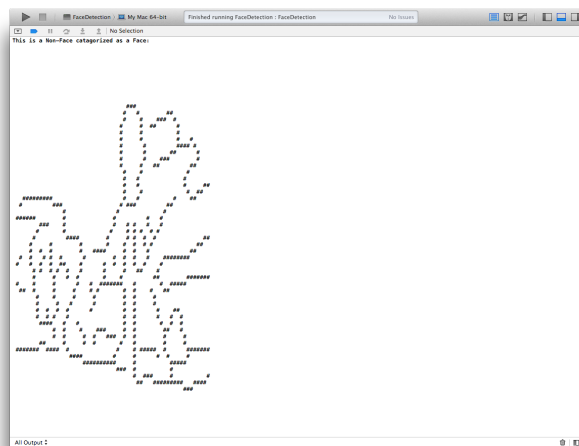 FaceDetection
My Mac 64-bit
Finished running FaceDetection : FaceDetection
No Issues
No Selection
This is a Non-Face catagorized as a Face:
All Output